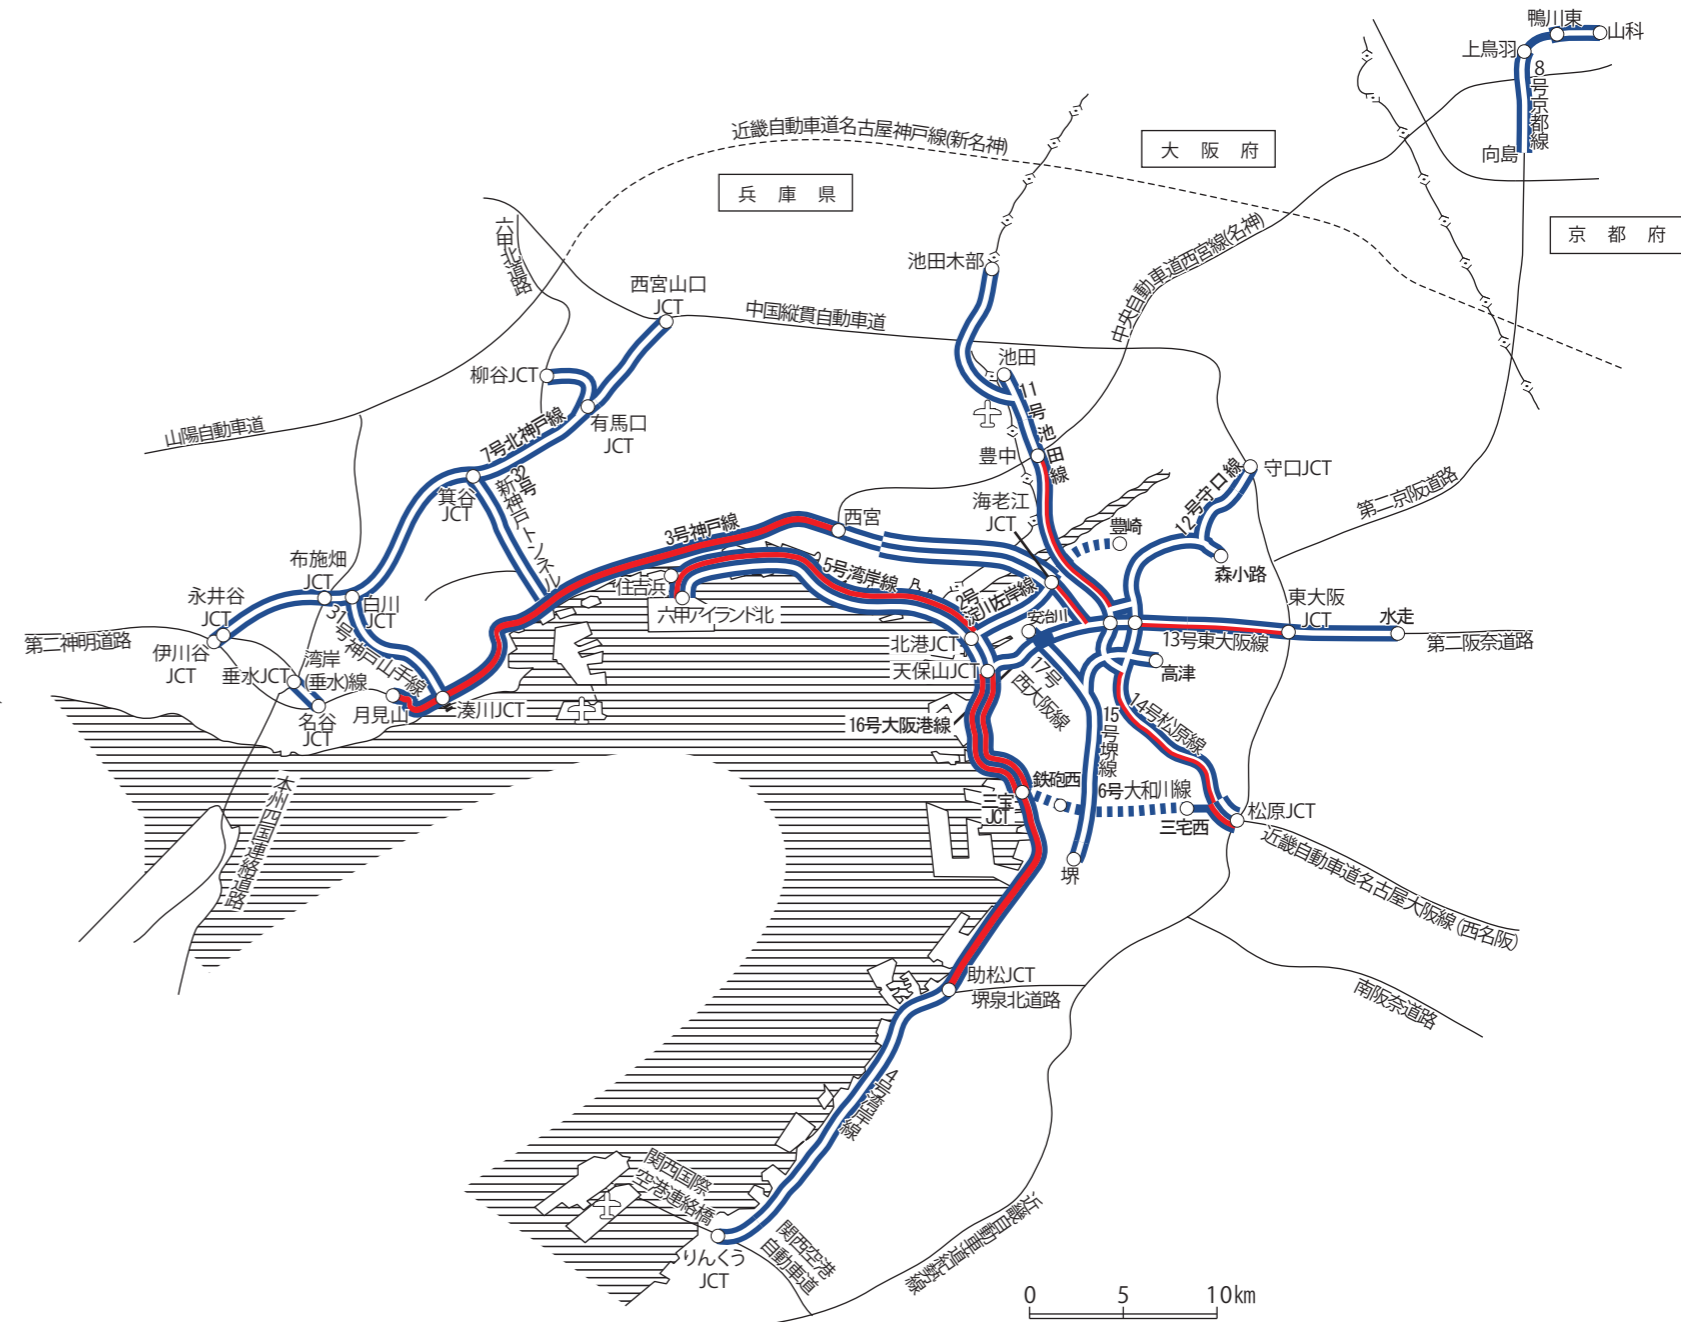 鴨川東
山科
上鳥羽
8号京都線
向島
近畿自動車道名古屋神戸線(新名神)
大阪府
兵庫県
京都府
六甲北道路
池田木部
中央自動車道西宮線(名神)
西宮山口
JCT
中国縦貫自動車道
池田
11号池田線
柳谷JCT
有馬口
JCT
山陽自動車道
7号北神戸線
豊中
守口JCT
箕谷
JCT
32号
新神戸トンネル
12号守口線
第二京阪道路
海老江
JCT
西宮
豊崎
3号神戸線
布施畑
JCT
森小路
永井谷
JCT
白川
JCT
住吉浜
5号湾岸線
2号
淀川左岸線
東大阪
JCT
六甲アイランド北
安治川
水走
第二神明道路
31号神戸山手線
北港JCT
13号東大阪線
第二阪奈道路
伊川谷
JCT
垂水JCT
湾岸
(垂水)線
天保山JCT
17号
西大阪線
高津
名谷
JCT
月見山
湊川JCT
16号大阪港線
15号堺線
14号松原線
本州四国連絡道路
鉄砲西
三宝
JCT
6号大和川線
三宅西
松原JCT
堺
近畿自動車道名古屋大阪線(西名阪)
助松JCT
堺泉北道路
南阪奈道路
4号湾岸線
関西国際
空港連絡橋
りんくう
JCT
関西空港
自動車道
近畿自動車道松原那智勝浦線
0 5 10km